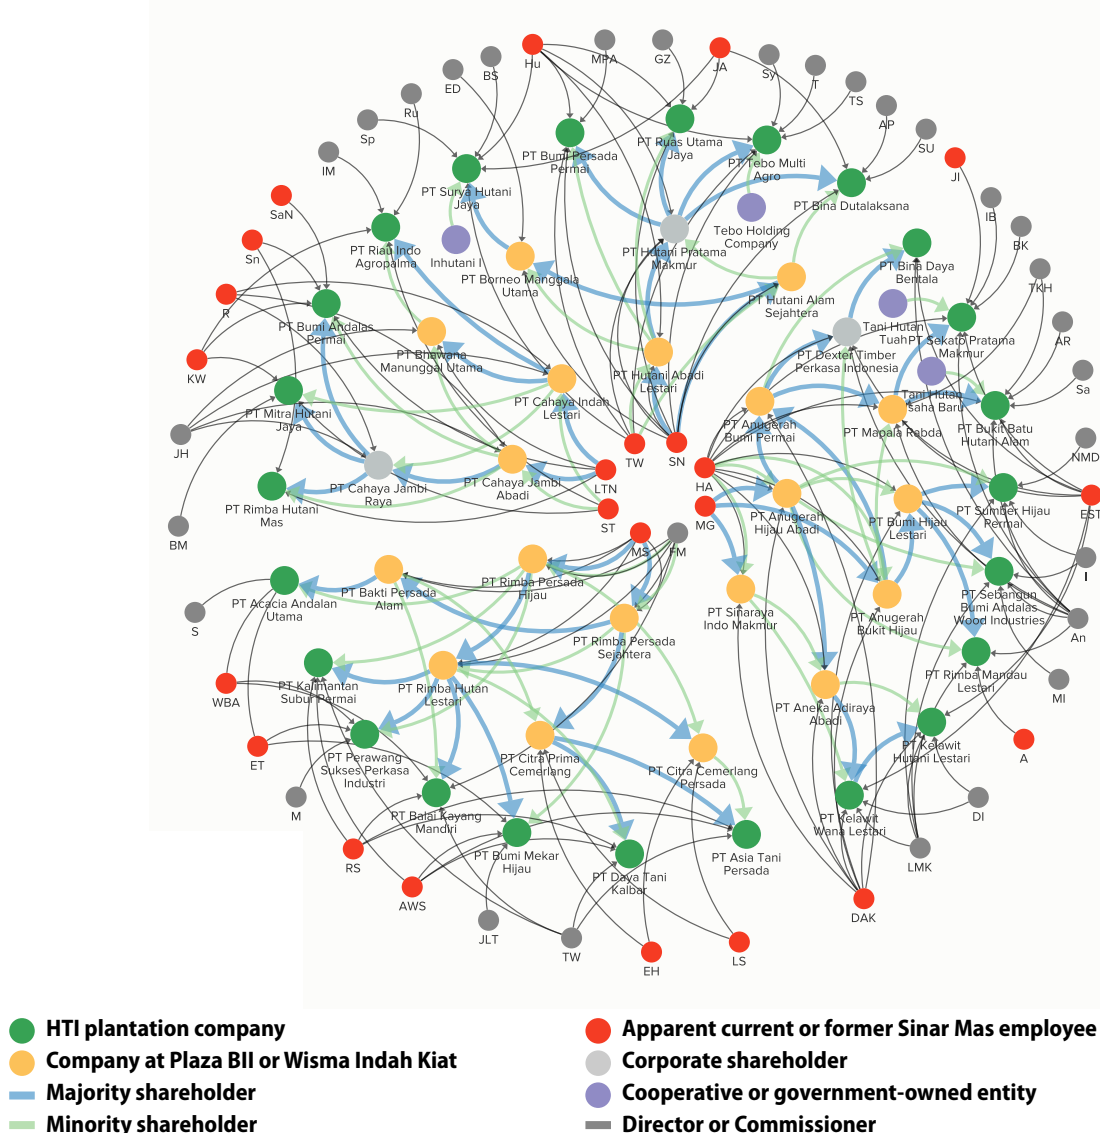 Hu
MPA
GZ
JA
Sy
T
TS
AP
SU
BS
ED
Ru
Sp
IM
SaN
Sn
R
KW
JH
BM
JI
IB
BK
TKH
AR
Sa
NMD
EST
I
An
MI
A
DI
LMK
DAK
LS
EH
TW
JLT
AWS
RS
M
ET
WBA
S
PT Bumi Persada
Permai
PT Ruas Utama
Jaya
PT Tebo Multi
Agro
PT Bina Dutalaksana
PT Surya Hutani
Jaya
Tebo Holding
Company
PT Riau Indo
Agropalma
Inhutani I
PT Borneo Manggala
Utama
PT Hutani Pratama
Makmur
PT Hutani Alam
Sejahtera
PT Bina Daya
Bentala
PT Bumi Andalas
Permai
PT Bhawana
Manunggal Utama
PT Hutani Abadi
Lestari
PT Dexter Timber
Perkasa Indonesia
Tani Hutan
Tuah
PT Sekato Pratama
Makmur
PT Mitra Hutani
Jaya
PT Cahaya Indah
Lestari
PT Anugerah
Bumi Permai
PT Mapala Rabda
Tani Hutan
Usaha Baru
PT Bukit Batu
Hutani Alam
TW
SN
HA
LTN
ST
MG
MS
FM
PT Rimba Hutani
Mas
PT Cahaya Jambi
Raya
PT Cahaya Jambi
Abadi
PT Anugerah
Hijau Abadi
PT Bumi Hijau
Lestari
PT Sumber Hijau
Permai
PT Acacia Andalan
Utama
PT Bakti Persada
Alam
PT Rimba Persada
Hijau
PT Rimba Persada
Sejahtera
PT Sinaraya
Indo Makmur
PT Anugerah
Bukit Hijau
PT Sebangun
Bumi Andalas
Wood Industries
PT Kalimantan
Subur Permai
PT Rimba Hutan
Lestari
PT Aneka Adiraya
Abadi
PT Rimba Mandau
Lestari
PT Perawang
Sukses Perkasa
Industri
PT Citra Prima
Cemerlang
PT Citra Cemerlang
Persada
PT Kelawit
Hutani Lestari
PT Balai Kayang
Mandiri
PT Bumi Mekar
Hijau
PT Daya Tani
Kalbar
PT Asia Tani
Persada
PT Kelawit
Wana Lestari
HTI plantation company
Company at Plaza BII or Wisma Indah Kiat
Majority shareholder
Minority shareholder
Apparent current or former Sinar Mas employee
Corporate shareholder
Cooperative or government-owned entity
Director or Commissioner